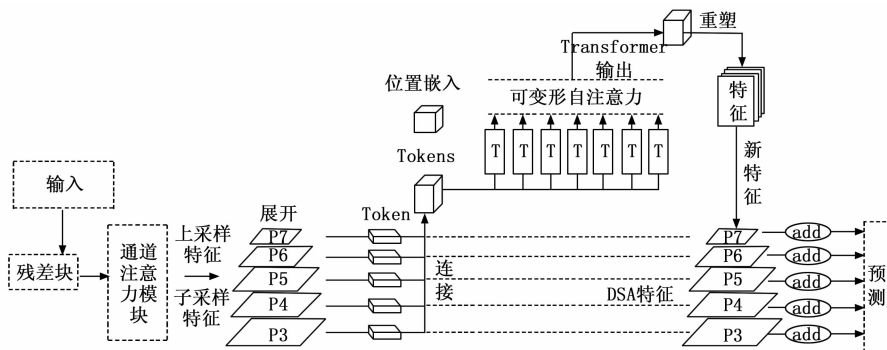 重塑
Transformer
输出
特
征
位置嵌入
可变形自注意力
Tokens
T T T T T T T
新
特
征
输入
展开
Token
通道
注意
力模
块
上采样
特征
子采样
特征
残差块
P7
P6
P5
P4
P3
连
接
DSA特征
P7
P6
P5
P4
P3
add
add
add
add
add
预
测